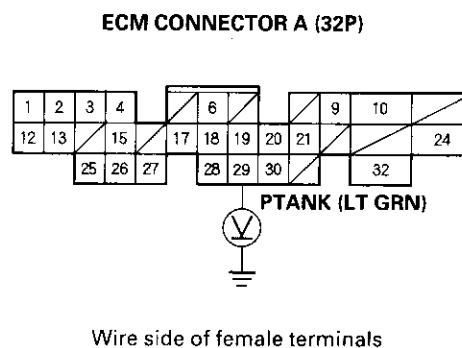 ECM CONNECTOR A (32P)
1 2 3 4 6 9 10
12 13 15 17 18 19 20 21 24
25 26 27 28 29 30 32
PTANK (LT GRN)
V
Wire side of female terminals